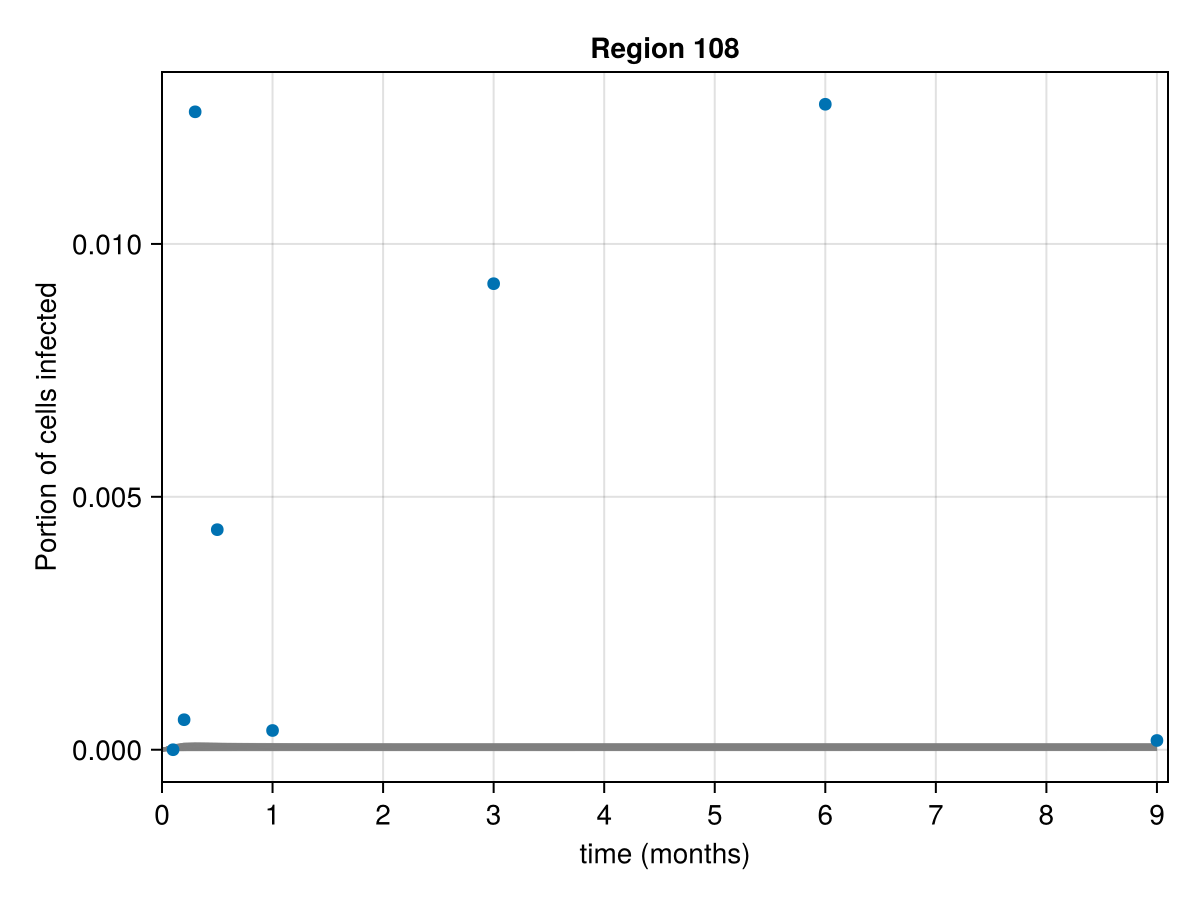 Region 108
Portion of cells infected
0.010
0.005
0.000
0 1 2 3 4 5 6 7 8 9
time (months)